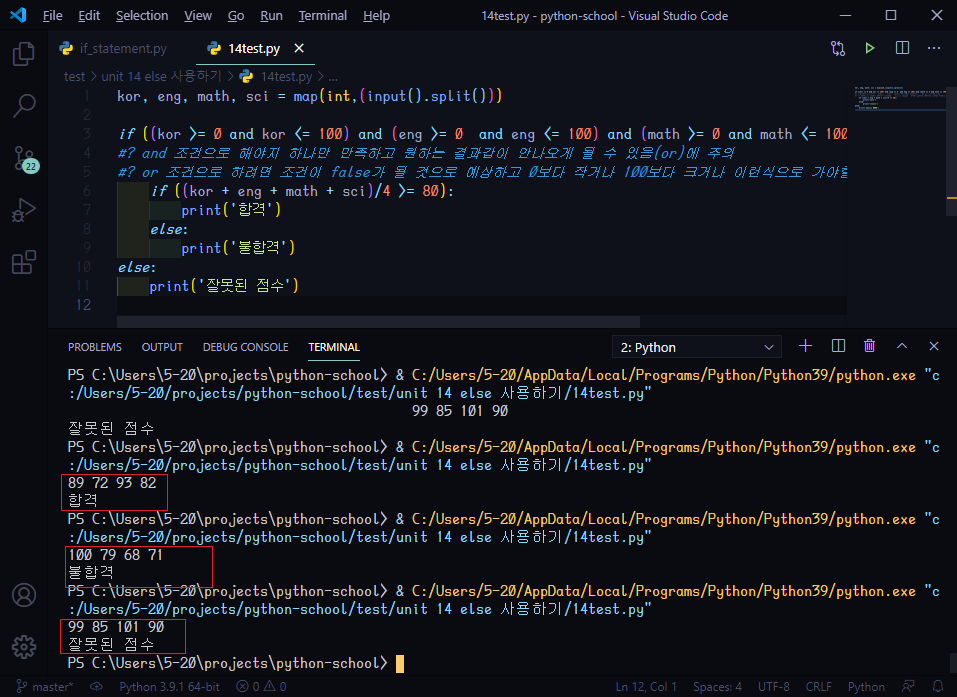 File Edit Selection View Go Run Terminal Help 14test.py - python-school - Visual Studio Code
if_statement.py 14test.py
test > unit 14 else 사용하기 > 14test.py > ...
1 kor, eng, math, sci = map(int,(input().split()))
2
3 if ((kor >= 0 and kor <= 100) and (eng >= 0 and eng <= 100) and (math >= 0 and math <= 100
4 #? and 조건으로 해야지 하나만 만족하고 원하는 결과같이 안나오게 될 수 있음(or)에 주의
5 #? or 조건으로 하려면 조건이 false가 될 것으로 예상하고 0보다 작거나 100보다 크거나 이런식으로 가야함
6 if ((kor + eng + math + sci)/4 >= 80):
7 print('합격')
8 else:
9 print('불합격')
10 else:
11 print('잘못된 점수')
12
22
PROBLEMS OUTPUT DEBUG CONSOLE TERMINAL 2: Python
PS C:\Users\5-20\projects\python-school> & C:/Users/5-20/AppData/Local/Programs/Python/Python39/python.exe "c
:/Users/5-20/projects/python-school/test/unit 14 else 사용하기/14test.py"
99 85 101 90
잘못된 점수
PS C:\Users\5-20\projects\python-school> & C:/Users/5-20/AppData/Local/Programs/Python/Python39/python.exe "c
:/Users/5-20/projects/python-school/test/unit 14 else 사용하기/14test.py"
89 72 93 82
합격
PS C:\Users\5-20\projects\python-school> & C:/Users/5-20/AppData/Local/Programs/Python/Python39/python.exe "c
:/Users/5-20/projects/python-school/test/unit 14 else 사용하기/14test.py"
100 79 68 71
불합격
PS C:\Users\5-20\projects\python-school> & C:/Users/5-20/AppData/Local/Programs/Python/Python39/python.exe "c
:/Users/5-20/projects/python-school/test/unit 14 else 사용하기/14test.py"
99 85 101 90
잘못된 점수
PS C:\Users\5-20\projects\python-school>
master* Python 3.9.1 64-bit 0 0 Ln 12, Col 1 Spaces: 4 UTF-8 CRLF Python